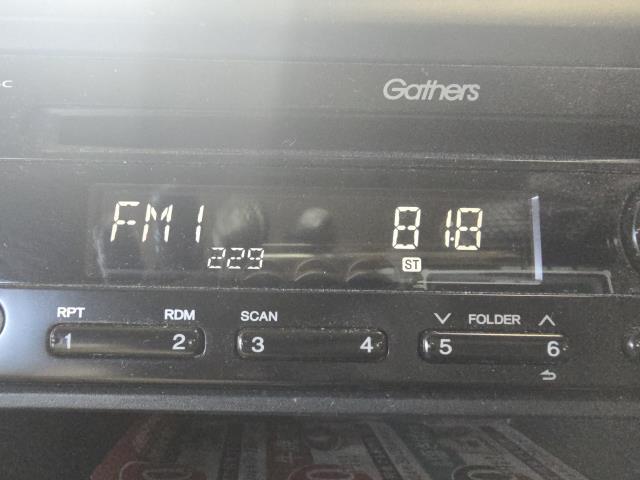 Gathers
FM1 81.8
229 ST
RPT RDM SCAN FOLDER
1 2 3 4 5 6